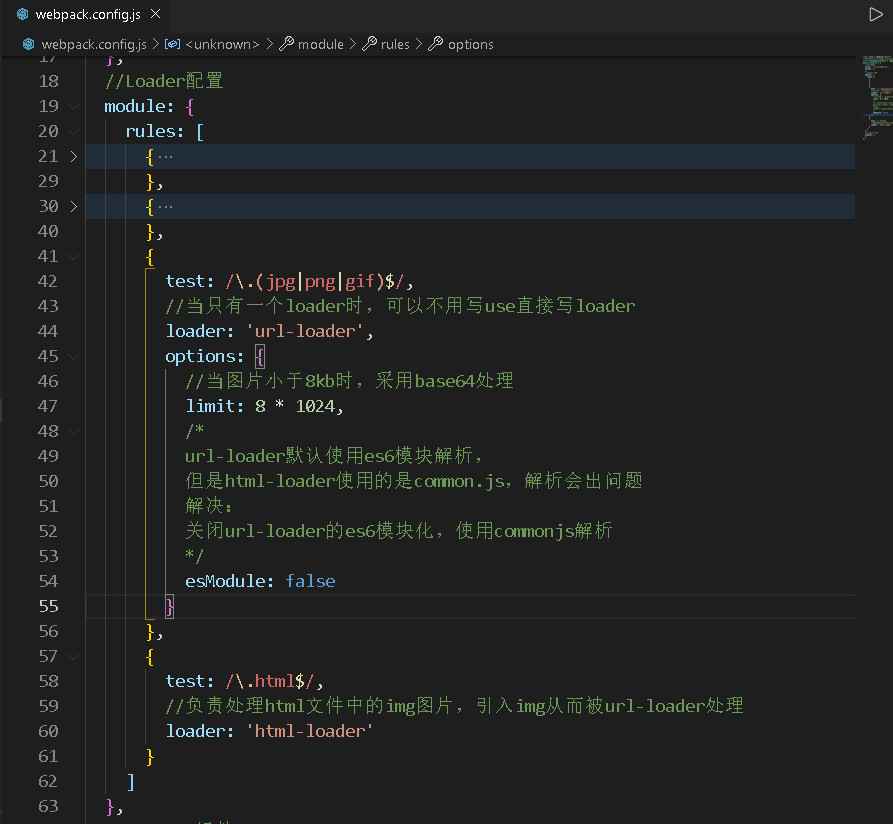 webpack.config.js
webpack.config.js > <unknown> > module > rules > options
17 },
18 //Loader配置
19 module: {
20 rules: [
21 { ···
29 },
30 { ···
40 },
41 {
42 test: /\.(jpg|png|gif)$/,
43 //当只有一个loader时，可以不用写use直接写loader
44 loader: 'url-loader',
45 options: {
46 //当图片小于8kb时，采用base64处理
47 limit: 8 * 1024,
48 /*
49 url-loader默认使用es6模块解析，
50 但是html-loader使用的是common.js，解析会出问题
51 解决：
52 关闭url-loader的es6模块化，使用commonjs解析
53 */
54 esModule: false
55 }
56 },
57 {
58 test: /\.html$/,
59 //负责处理html文件中的img图片，引入img从而被url-loader处理
60 loader: 'html-loader'
61 }
62 ]
63 },